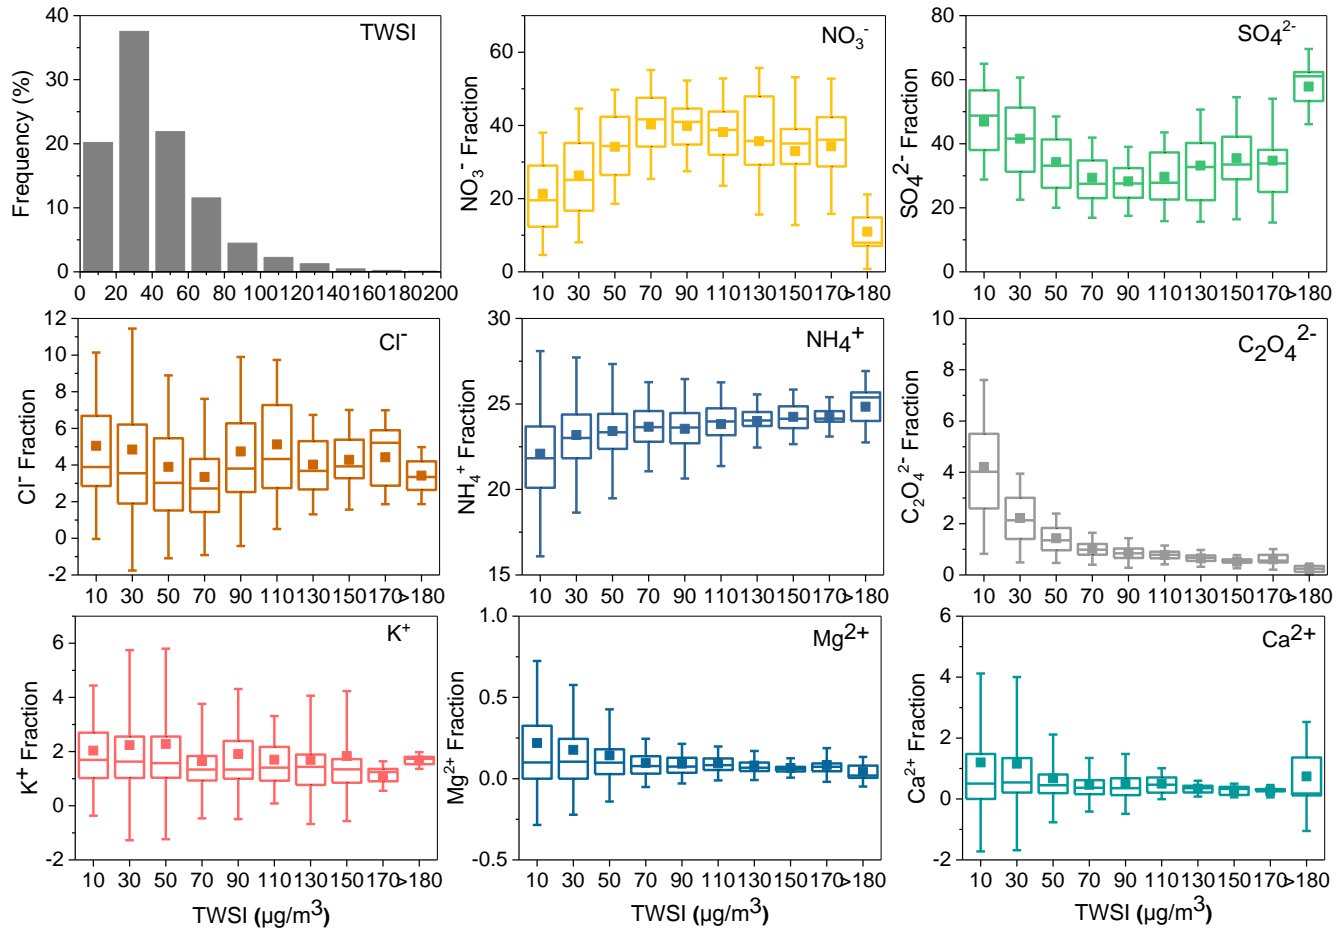 TWSI
Frequency (%)
40
30
20
10
0
0 20 40 60 80 100 120 140 160 180 200
NO₃⁻
NO₃⁻ Fraction
60
40
20
0
10 30 50 70 90 110 130 150 170 >180
SO₄²⁻
SO₄²⁻ Fraction
80
60
40
20
0
10 30 50 70 90 110 130 150 170 >180
Cl⁻
Cl⁻ Fraction
12
10
8
6
4
2
0
-2
10 30 50 70 90 110 130 150 170 >180
NH₄⁺
NH₄⁺ Fraction
30
25
20
15
10 30 50 70 90 110 130 150 170 >180
C₂O₄²⁻
C₂O₄²⁻ Fraction
10
8
6
4
2
0
10 30 50 70 90 110 130 150 170 >180
K⁺
K⁺ Fraction
6
4
2
0
-2
10 30 50 70 90 110 130 150 170 >180
TWSI (μg/m³)
Mg²⁺
Mg²⁺ Fraction
1.0
0.5
0.0
-0.5
10 30 50 70 90 110 130 150 170 >180
TWSI (μg/m³)
Ca²⁺
Ca²⁺ Fraction
6
4
2
0
-2
10 30 50 70 90 110 130 150 170 >180
TWSI (μg/m³)